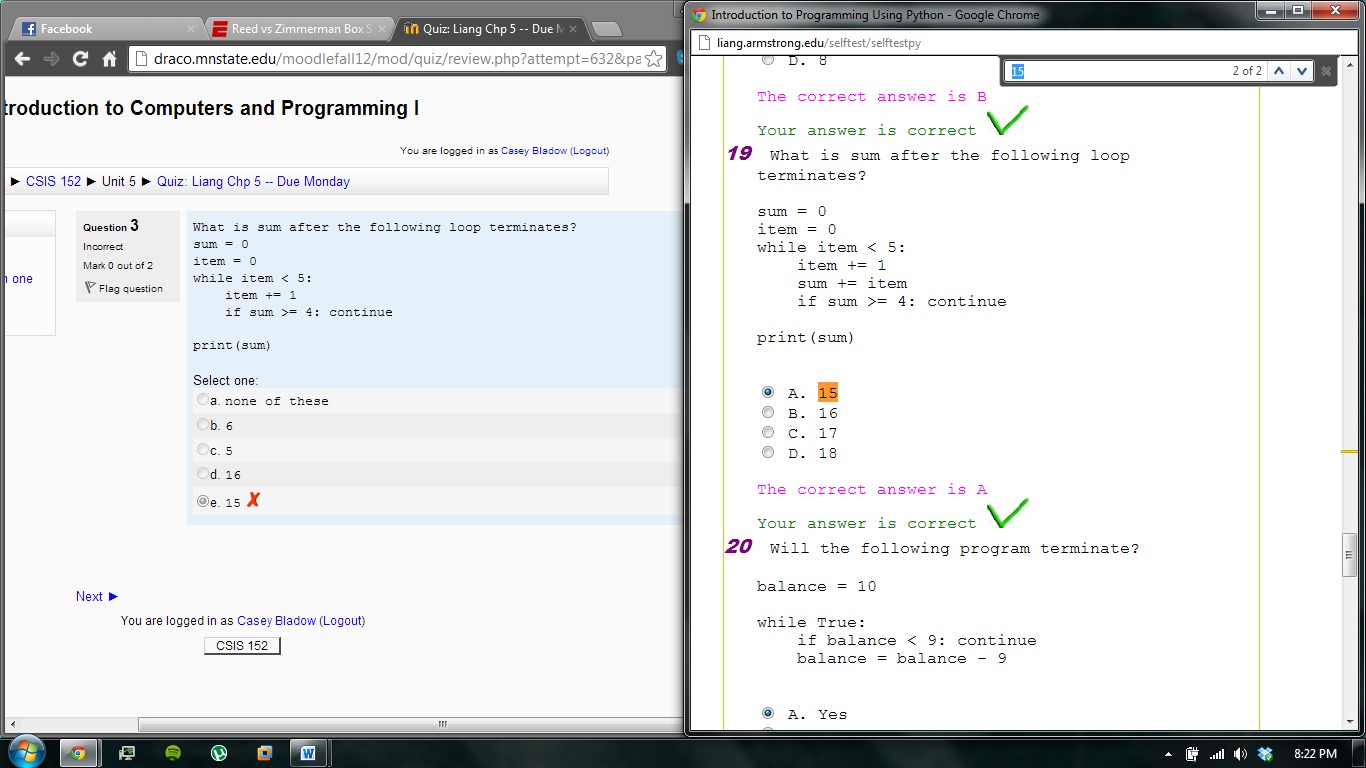 Facebook
Reed vs Zimmerman Box S
Quiz: Liang Chp 5 -- Due M
draco.mnstate.edu/moodlefall12/mod/quiz/review.php?attempt=632&pa
troduction to Computers and Programming I
You are logged in as Casey Bladow (Logout)
► CSIS 152 ► Unit 5 ► Quiz: Liang Chp 5 -- Due Monday
n one
Question 3
Incorrect
Mark 0 out of 2
Flag question
What is sum after the following loop terminates?
sum = 0
item = 0
while item < 5:
    item += 1
    if sum >= 4: continue
print(sum)
Select one:
a. none of these
b. 6
c. 5
d. 16
e. 15 ✗
Next ►
You are logged in as Casey Bladow (Logout)
CSIS 152
Introduction to Programming Using Python - Google Chrome
liang.armstrong.edu/selftest/selftestpy
15
2 of 2
D. 8
The correct answer is B
Your answer is correct
19 What is sum after the following loop
terminates?
sum = 0
item = 0
while item < 5:
    item += 1
    sum += item
    if sum >= 4: continue
print(sum)
A. 15
B. 16
C. 17
D. 18
The correct answer is A
Your answer is correct
20 Will the following program terminate?
balance = 10
while True:
    if balance < 9: continue
    balance = balance - 9
A. Yes
8:22 PM